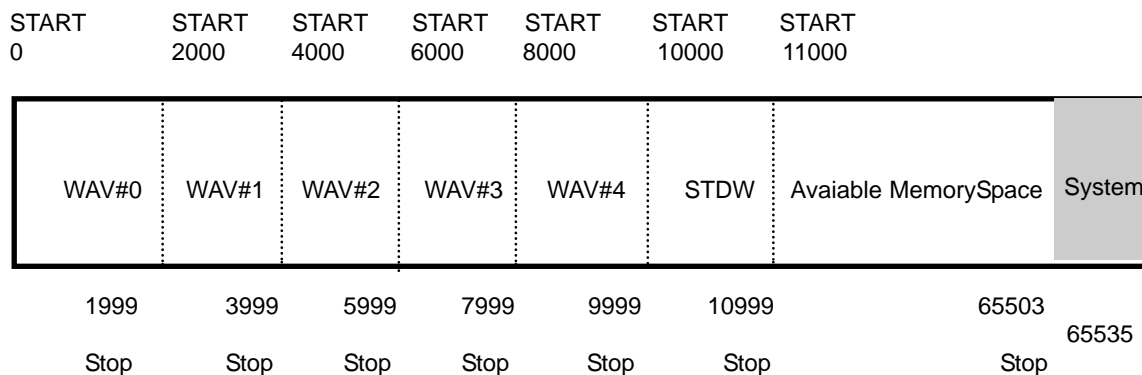 START START START START START START START
0 2000 4000 6000 8000 10000 11000
WAV#0 WAV#1 WAV#2 WAV#3 WAV#4 STDW Avaiable MemorySpace System
1999 3999 5999 7999 9999 10999 65503
65535
Stop Stop Stop Stop Stop Stop Stop